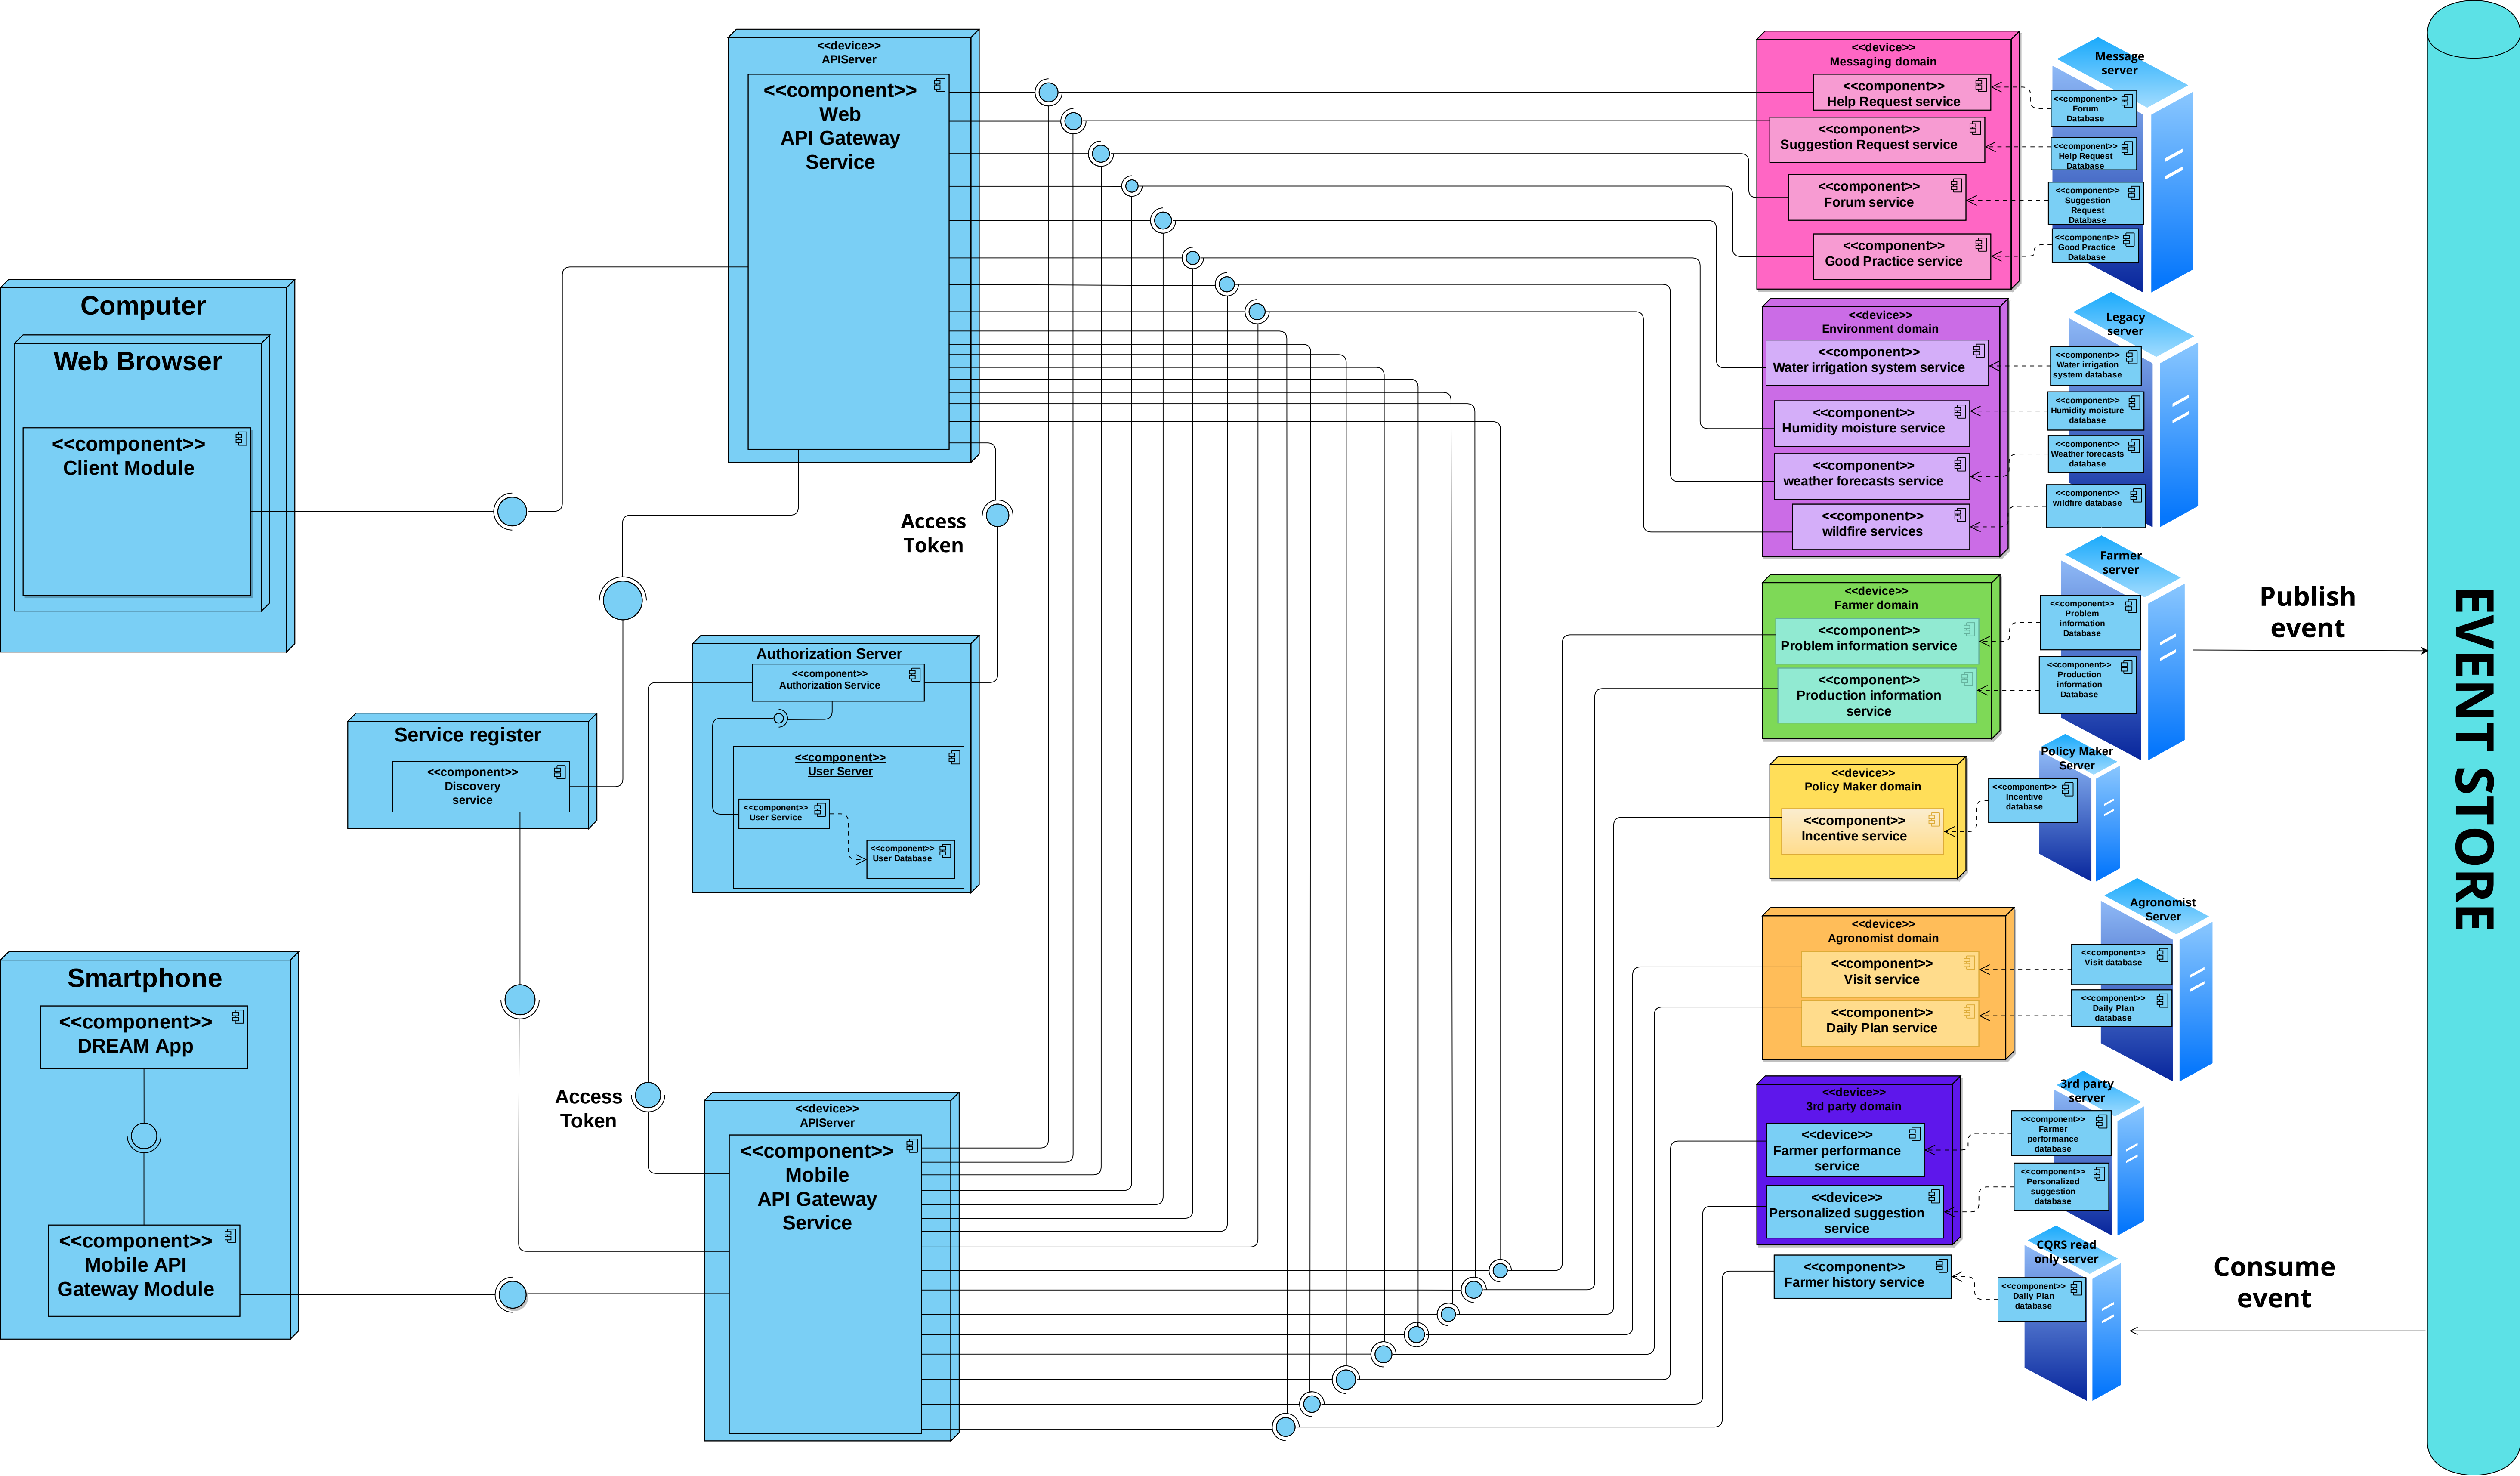 Computer
Web Browser
<<component>>
Client Module
Smartphone
<<component>>
DREAM App
<<component>>
Mobile API
Gateway Module
Service register
<<component>>
Discovery
service
<<device>>
APIServer
<<component>>
Web
API Gateway
Service
Access
Token
Authorization Server
<<component>>
Authorization Service
<<component>>
User Server
<<component>>
User Service
<<component>>
User Database
Access
Token
<<device>>
APIServer
<<component>>
Mobile
API Gateway
Service
<<device>>
Messaging domain
<<component>>
Help Request service
<<component>>
Suggestion Request service
<<component>>
Forum service
<<component>>
Good Practice service
Message
server
<<component>>
Forum
Database
<<component>>
Help Request
Database
<<component>>
Suggestion
Request
Database
<<component>>
Good Practice
Database
<<device>>
Environment domain
<<component>>
Water irrigation system service
<<component>>
Humidity moisture service
<<component>>
weather forecasts service
<<component>>
wildfire services
Legacy
server
<<component>>
Water irrigation
system database
<<component>>
Humidity moisture
database
<<component>>
Weather forecasts
database
<<component>>
wildfire database
<<device>>
Farmer domain
<<component>>
Problem information service
<<component>>
Production information
service
Farmer
server
<<component>>
Problem
information
Database
<<component>>
Production
information
Database
<<device>>
Policy Maker domain
<<component>>
Incentive service
Policy Maker
Server
<<component>>
Incentive
database
<<device>>
Agronomist domain
<<component>>
Visit service
<<component>>
Daily Plan service
Agronomist
Server
<<component>>
Visit database
<<component>>
Daily Plan
database
<<device>>
3rd party domain
<<device>>
Farmer performance
service
<<device>>
Personalized suggestion
service
3rd party
server
<<component>>
Farmer
performance
database
<<component>>
Personalized
suggestion
database
<<component>>
Farmer history service
CQRS read
only server
<<component>>
Daily Plan
database
Publish
event
Consume
event
EVENT STORE